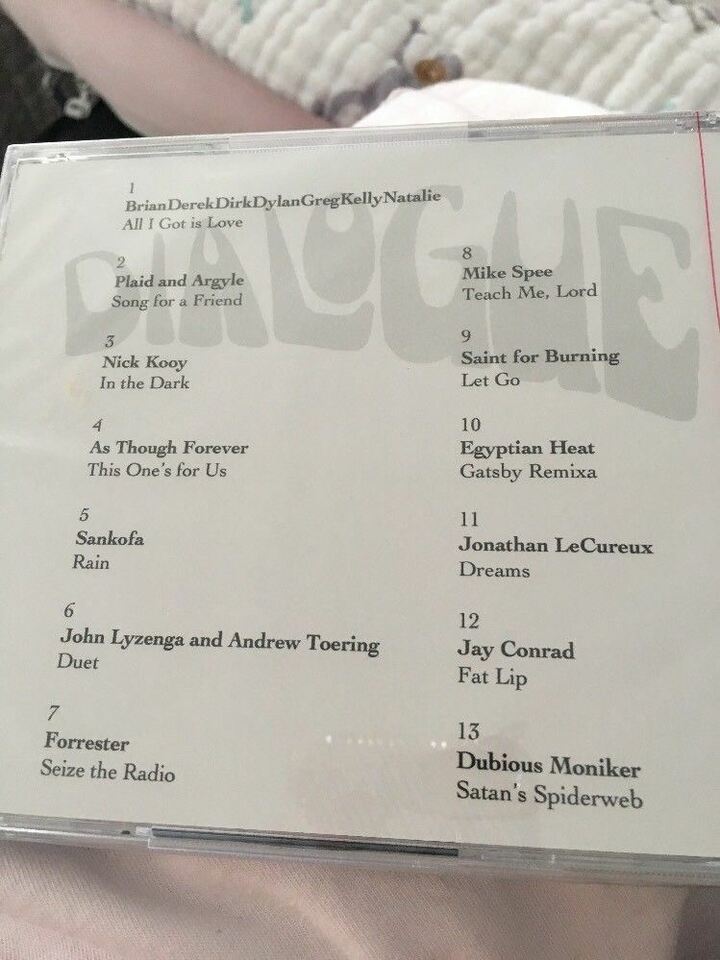 DIALOGUE
1
BrianDerekDirkDylanGregKellyNatalie
All I Got is Love
2
Plaid and Argyle
Song for a Friend
3
Nick Kooy
In the Dark
4
As Though Forever
This One's for Us
5
Sankofa
Rain
6
John Lyzenga and Andrew Toering
Duet
7
Forrester
Seize the Radio
8
Mike Spee
Teach Me, Lord
9
Saint for Burning
Let Go
10
Egyptian Heat
Gatsby Remixa
11
Jonathan LeCureux
Dreams
12
Jay Conrad
Fat Lip
13
Dubious Moniker
Satan's Spiderweb